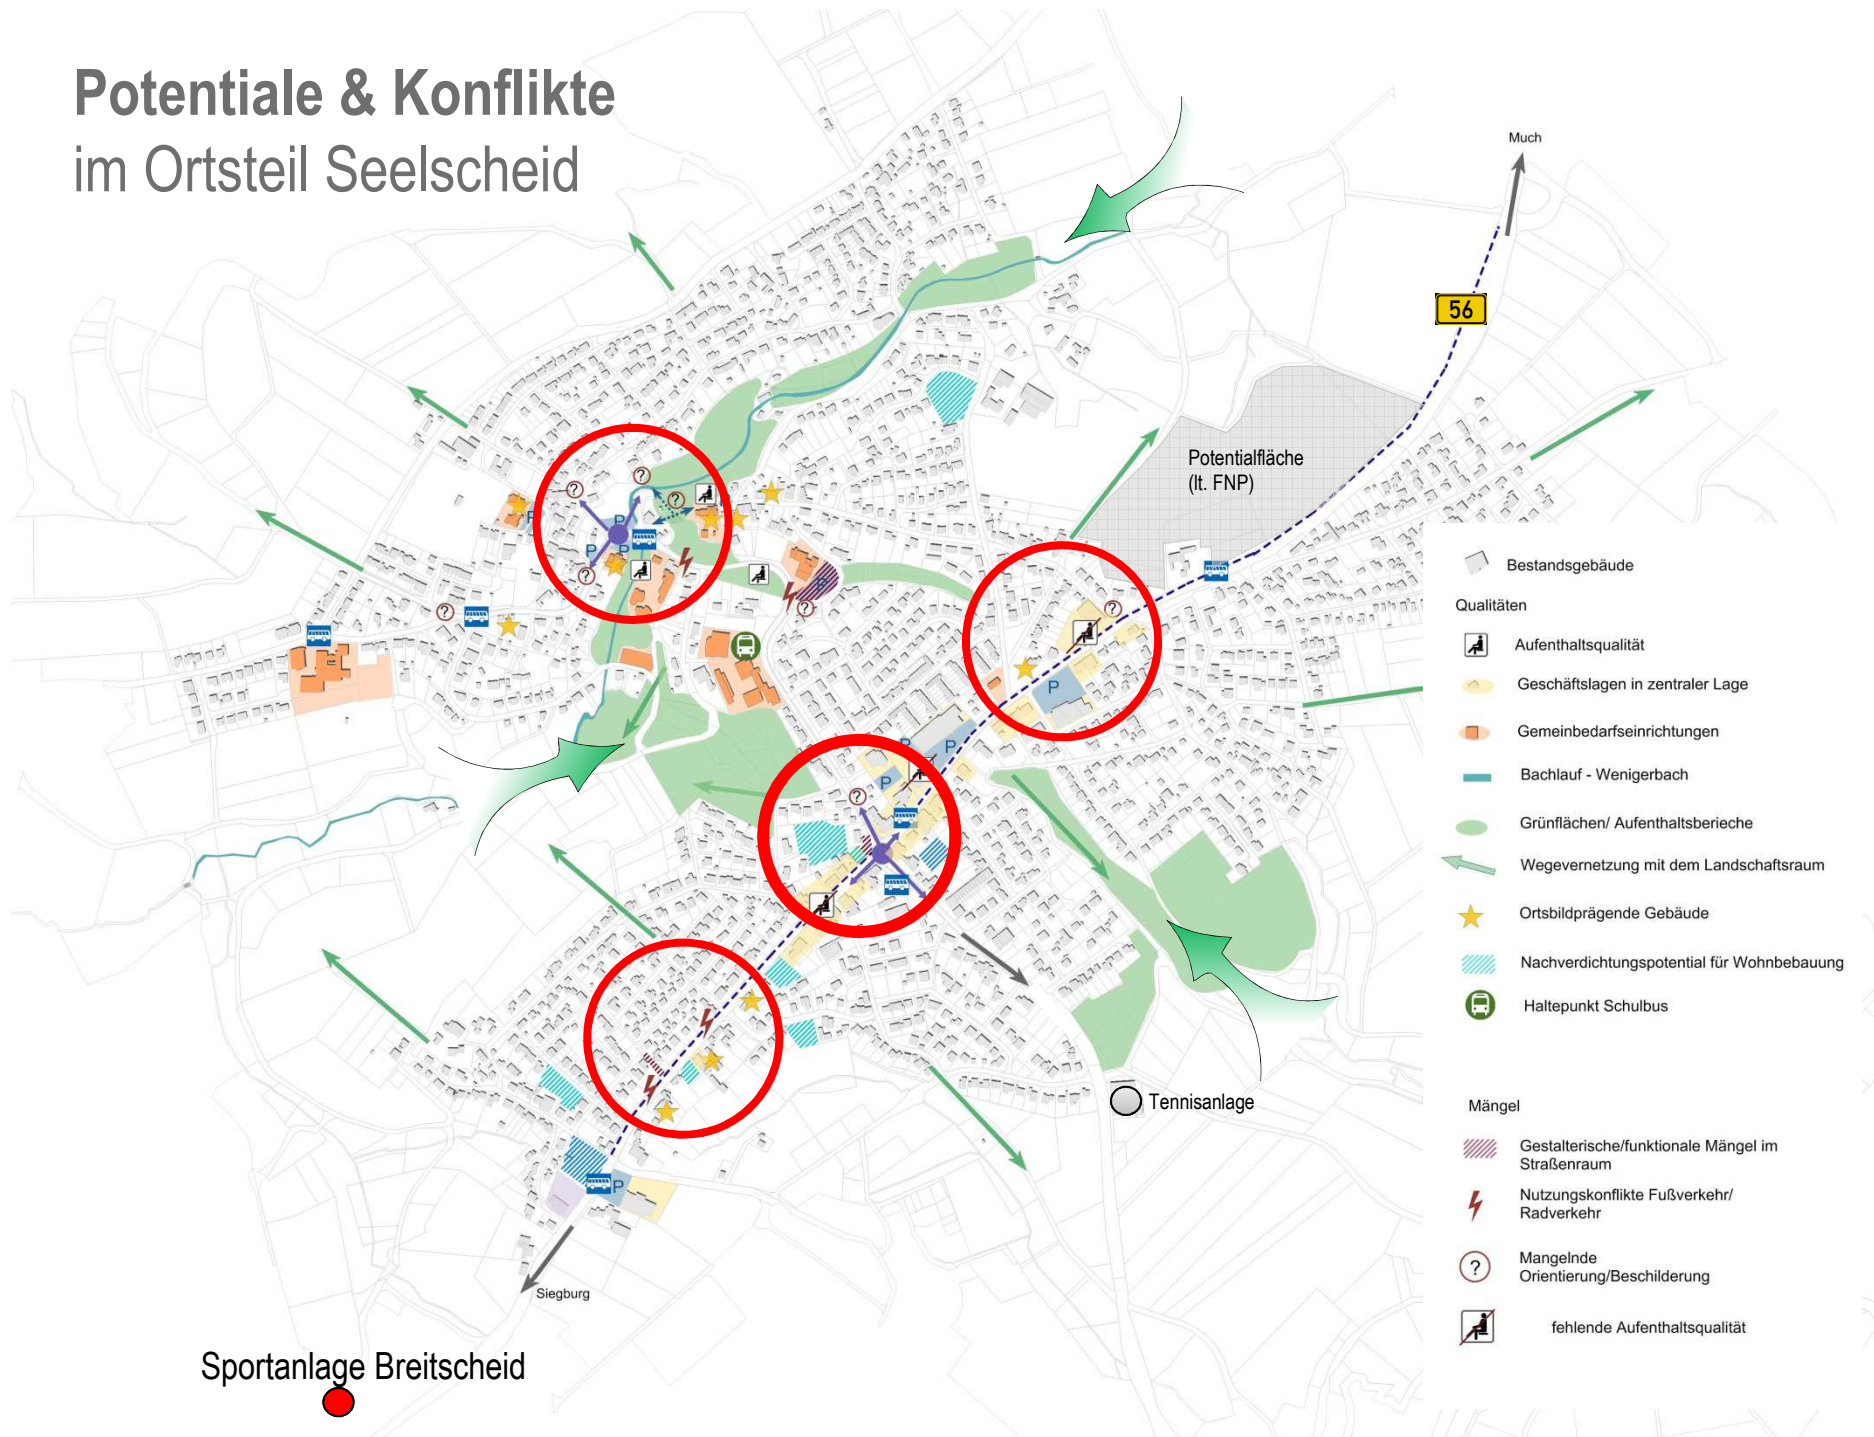 Potentiale & Konflikte
im Ortsteil Seelscheid
Much
56
Potentialfläche
(lt. FNP)
?
?
?
P
P
P
P
P
?
?
P
?
?
P
P
P
P
?
Tennisanlage
P
Siegburg
Sportanlage Breitscheid
Bestandsgebäude
Qualitäten
Aufenthaltsqualität
Geschäftslagen in zentraler Lage
Gemeinbedarfseinrichtungen
Bachlauf - Wenigerbach
Grünflächen/ Aufenthaltsberieche
Wegevernetzung mit dem Landschaftsraum
Ortsbildprägende Gebäude
Nachverdichtungspotential für Wohnbebauung
Haltepunkt Schulbus
Mängel
Gestalterische/funktionale Mängel im
Straßenraum
Nutzungskonflikte Fußverkehr/
Radverkehr
?
Mangelnde
Orientierung/Beschilderung
fehlende Aufenthaltsqualität